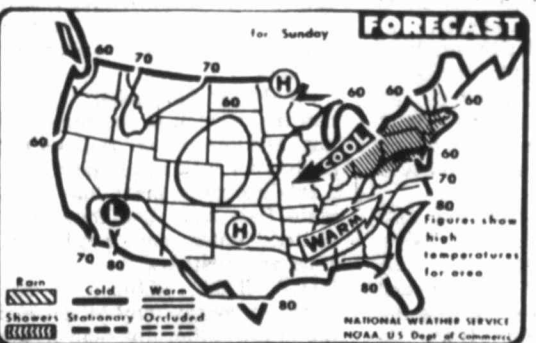 FORECAST
for Sunday
60 70 70 H 60 60 60
60
60
COOL
60
70
L
H
WARM
80
70 80
80
80
Figures show
high
temperatures
for area
Rain Cold Warm
Showers Stationary Occluded
NATIONAL WEATHER SERVICE
NOAA, U S Dept of Commerce